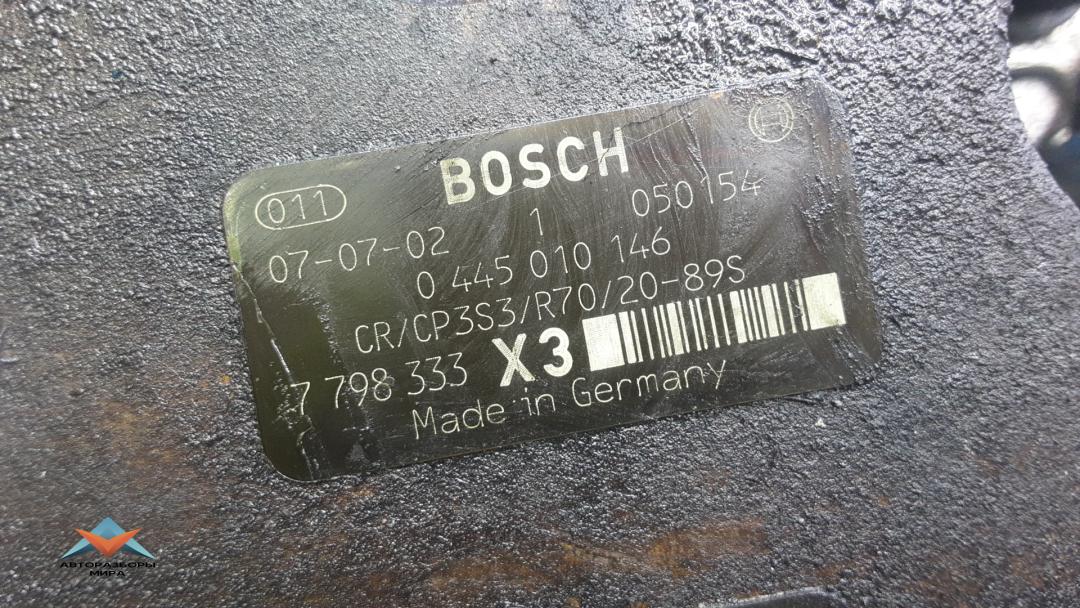 BOSCH
011
1 050154
07-07-02
0 445 010 146
CR/CP3S3/R70/20-89S
7 798 333 X3
Made in Germany
АВТОРАЗБОРЫ
МИРА